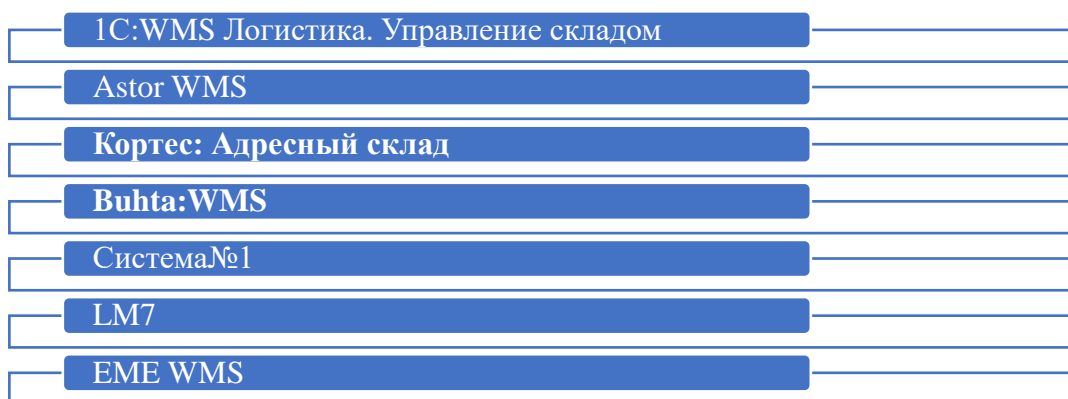 1С:WMS Логистика. Управление складом
Astor WMS
Кортес: Адресный склад
Buhta:WMS
Система№1
LM7
EME WMS